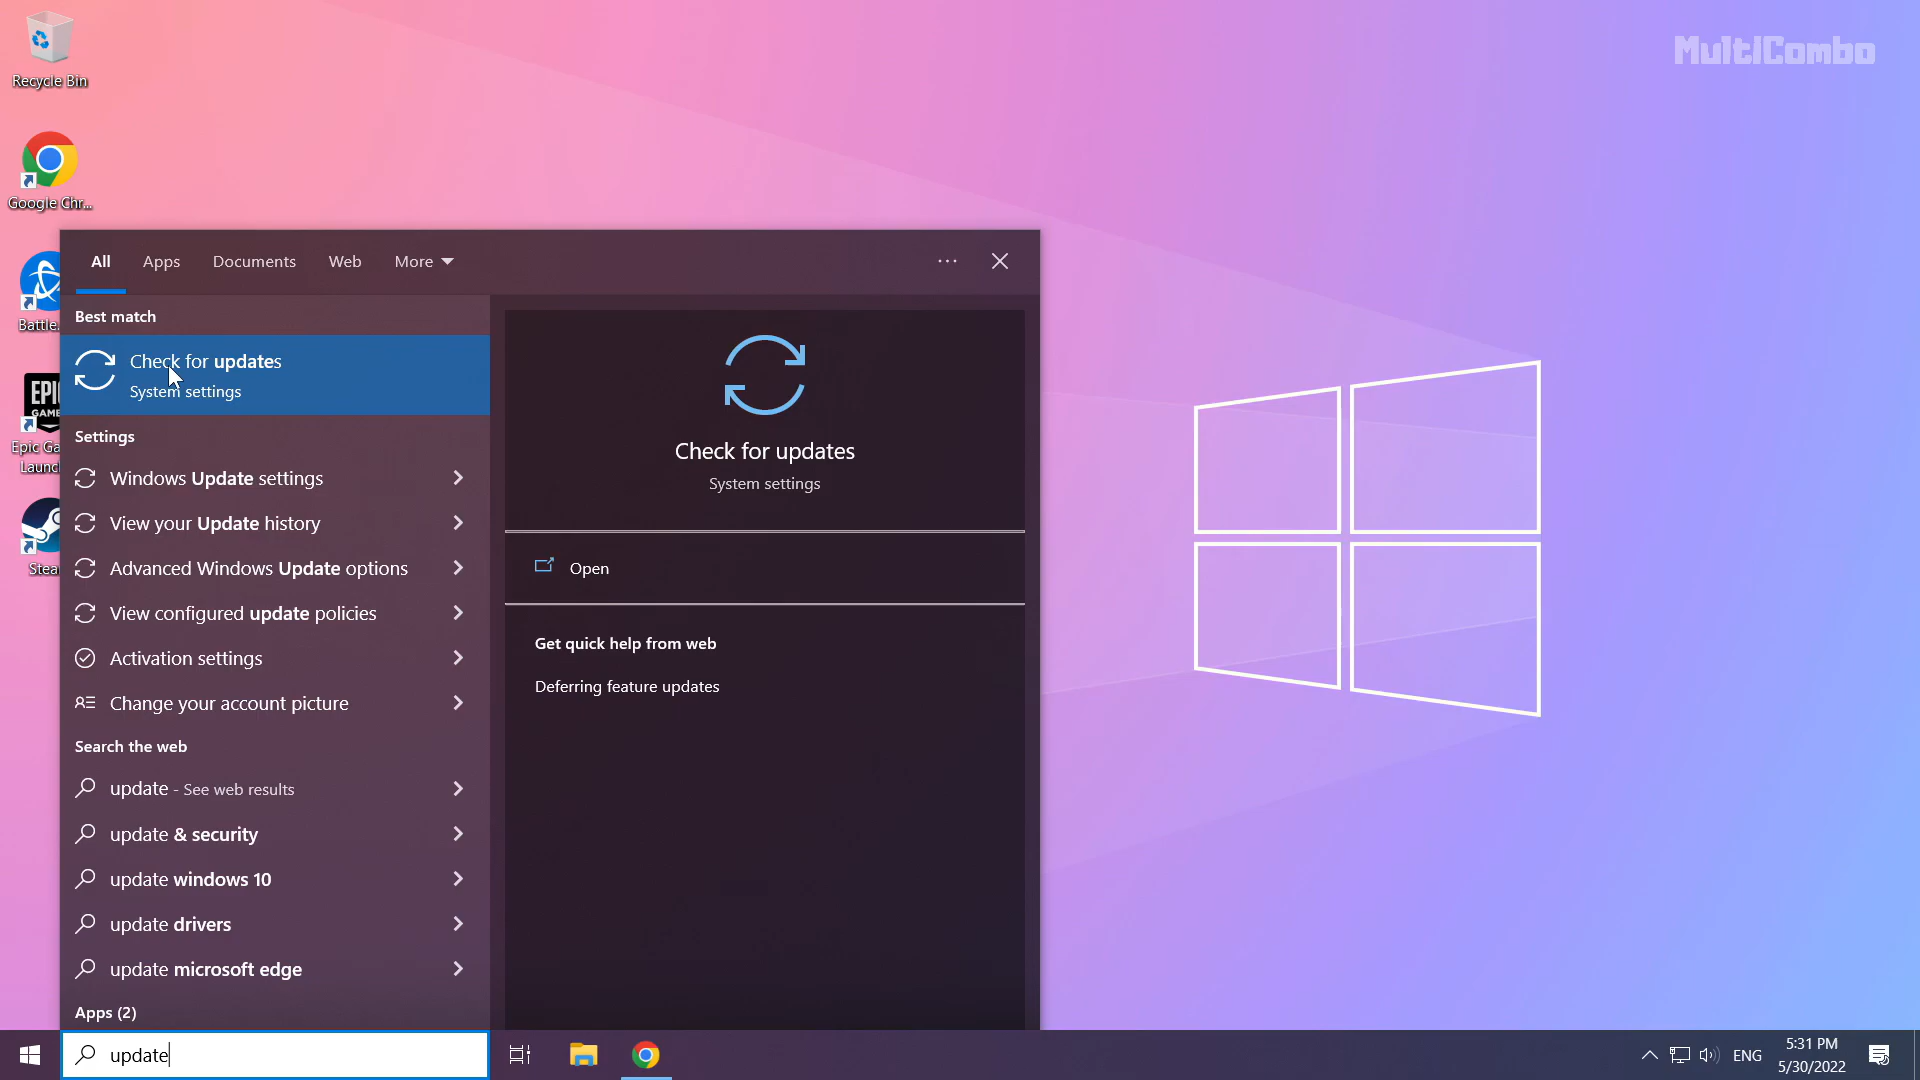 MultiCombo
Recycle Bin
Google Chr...
Battle.
EPIC
GAME
Epic Ga
Launc
Stea
All Apps Documents Web More
Best match
Check for updates
System settings
Settings
Windows Update settings
View your Update history
Advanced Windows Update options
View configured update policies
Activation settings
Change your account picture
Search the web
update - See web results
update & security
update windows 10
update drivers
update microsoft edge
Apps (2)
Check for updates
System settings
Open
Get quick help from web
Deferring feature updates
update
ENG
5:31 PM
5/30/2022